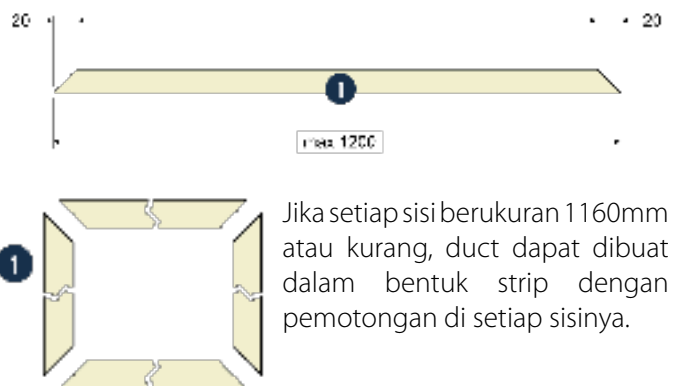 20
20
1
max 1200
1
Jika setiap sisi berukuran 1160mm
atau kurang, duct dapat dibuat
dalam bentuk strip dengan
pemotongan di setiap sisinya.